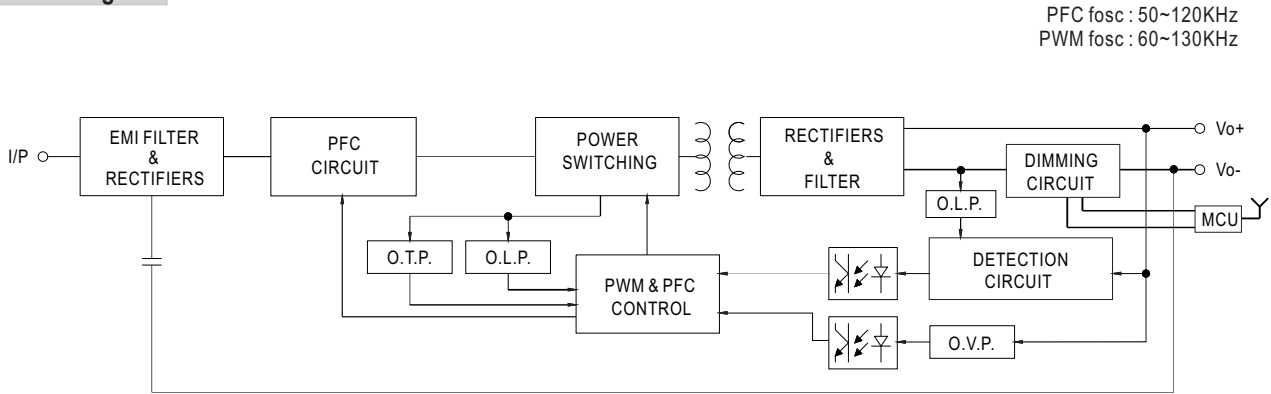 PFC fosc : 50~120KHz
PWM fosc : 60~130KHz
I/P
EMI FILTER
&
RECTIFIERS
PFC
CIRCUIT
POWER
SWITCHING
RECTIFIERS
&
FILTER
DIMMING
CIRCUIT
Vo+
Vo-
O.L.P.
MCU
O.T.P.
O.L.P.
PWM & PFC
CONTROL
DETECTION
CIRCUIT
O.V.P.